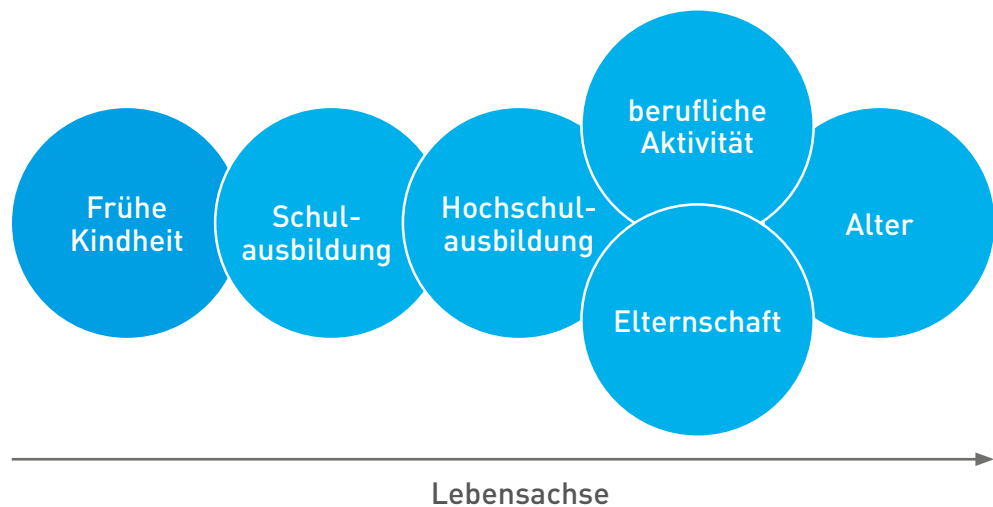 Frühe
Kindheit
Schul-
ausbildung
Hochschul-
ausbildung
berufliche
Aktivität
Elternschaft
Alter
Lebensachse